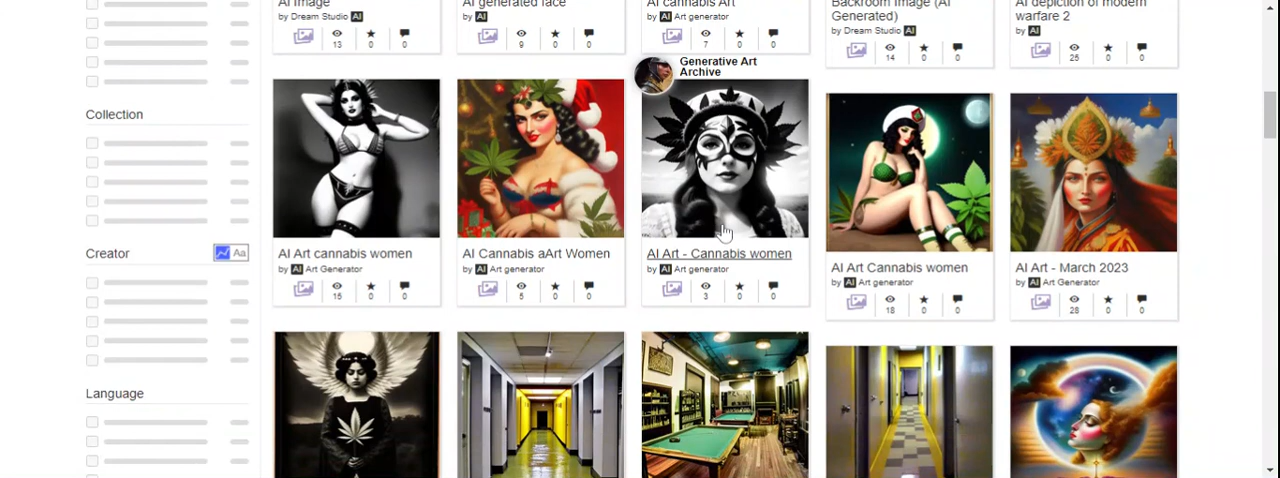 AI Image
by Dream Studio AI
13
0
0
AI generated face
by AI
9
0
0
AI cannabis Art
by AI Art generator
7
0
0
Backroom Image (AI
Generated)
by Dream Studio AI
14
0
0
AI depiction of modern
warfare 2
by AI
25
0
0
Collection
Creator
Aa
Language
Generative Art
Archive
AI Art cannabis women
by AI Art Generator
15
0
0
AI Cannabis aArt Women
by AI Art generator
5
0
0
AI Art - Cannabis women
by AI Art generator
3
0
0
AI Art Cannabis women
by AI Art generator
18
0
0
AI Art - March 2023
by AI Art Generator
28
0
0